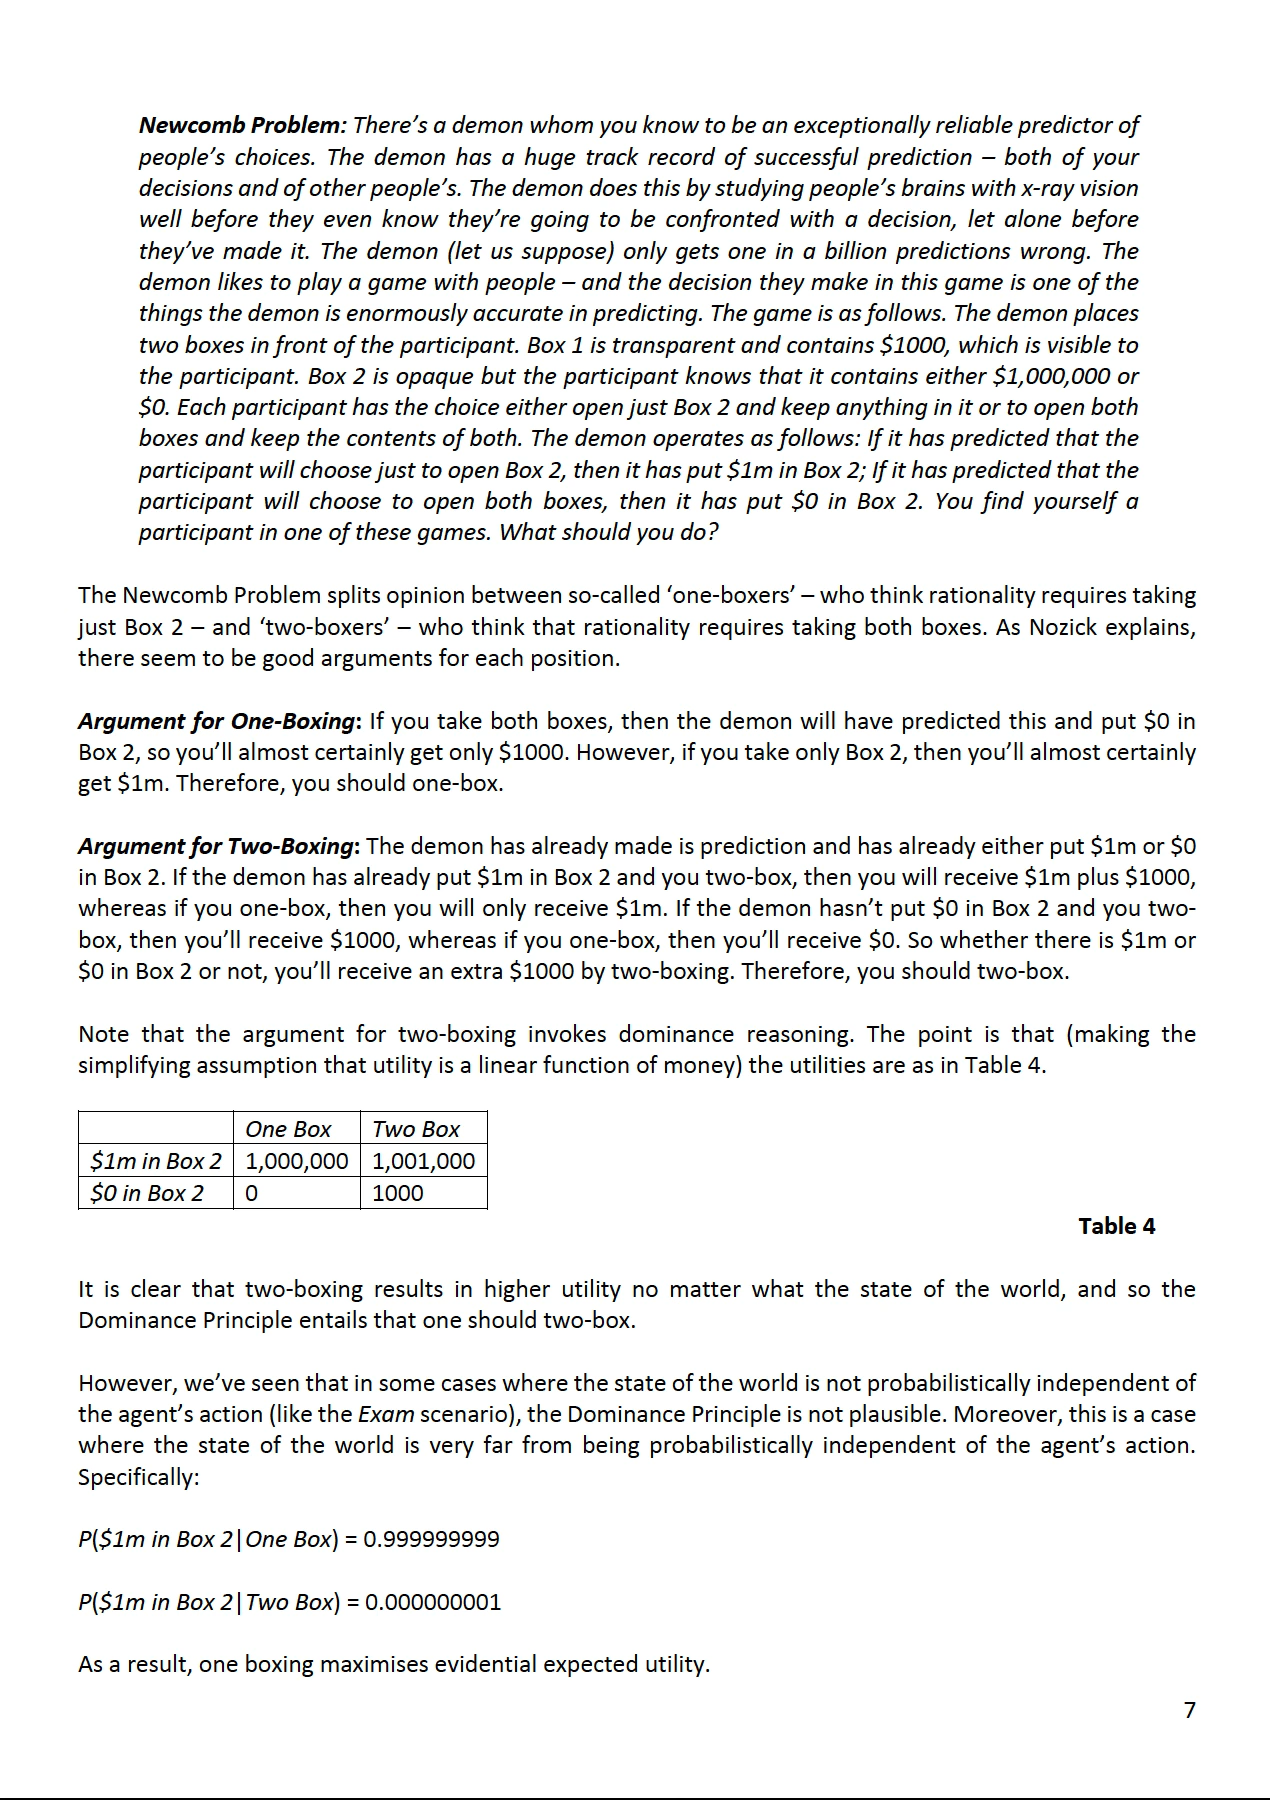 Newcomb Problem: There’s a demon whom you know to be an exceptionally reliable predictor of
people’s choices. The demon has a huge track record of successful prediction – both of your
decisions and of other people’s. The demon does this by studying people’s brains with x-ray vision
well before they even know they’re going to be confronted with a decision, let alone before
they’ve made it. The demon (let us suppose) only gets one in a billion predictions wrong. The
demon likes to play a game with people – and the decision they make in this game is one of the
things the demon is enormously accurate in predicting. The game is as follows. The demon places
two boxes in front of the participant. Box 1 is transparent and contains $1000, which is visible to
the participant. Box 2 is opaque but the participant knows that it contains either $1,000,000 or
$0. Each participant has the choice either open just Box 2 and keep anything in it or to open both
boxes and keep the contents of both. The demon operates as follows: If it has predicted that the
participant will choose just to open Box 2, then it has put $1m in Box 2; If it has predicted that the
participant will choose to open both boxes, then it has put $0 in Box 2. You find yourself a
participant in one of these games. What should you do?
The Newcomb Problem splits opinion between so-called ‘one-boxers’ – who think rationality requires taking
just Box 2 – and ‘two-boxers’ – who think that rationality requires taking both boxes. As Nozick explains,
there seem to be good arguments for each position.
Argument for One-Boxing: If you take both boxes, then the demon will have predicted this and put $0 in
Box 2, so you’ll almost certainly get only $1000. However, if you take only Box 2, then you’ll almost certainly
get $1m. Therefore, you should one-box.
Argument for Two-Boxing: The demon has already made is prediction and has already either put $1m or $0
in Box 2. If the demon has already put $1m in Box 2 and you two-box, then you will receive $1m plus $1000,
whereas if you one-box, then you will only receive $1m. If the demon hasn’t put $0 in Box 2 and you two-
box, then you’ll receive $1000, whereas if you one-box, then you’ll receive $0. So whether there is $1m or
$0 in Box 2 or not, you’ll receive an extra $1000 by two-boxing. Therefore, you should two-box.
Note that the argument for two-boxing invokes dominance reasoning. The point is that (making the
simplifying assumption that utility is a linear function of money) the utilities are as in Table 4.
One Box Two Box
$1m in Box 2 1,000,000 1,001,000
$0 in Box 2 0 1000
Table 4
It is clear that two-boxing results in higher utility no matter what the state of the world, and so the
Dominance Principle entails that one should two-box.
However, we’ve seen that in some cases where the state of the world is not probabilistically independent of
the agent’s action (like the Exam scenario), the Dominance Principle is not plausible. Moreover, this is a case
where the state of the world is very far from being probabilistically independent of the agent’s action.
Specifically:
P($1m in Box 2|One Box) = 0.999999999
P($1m in Box 2|Two Box) = 0.000000001
As a result, one boxing maximises evidential expected utility.
7